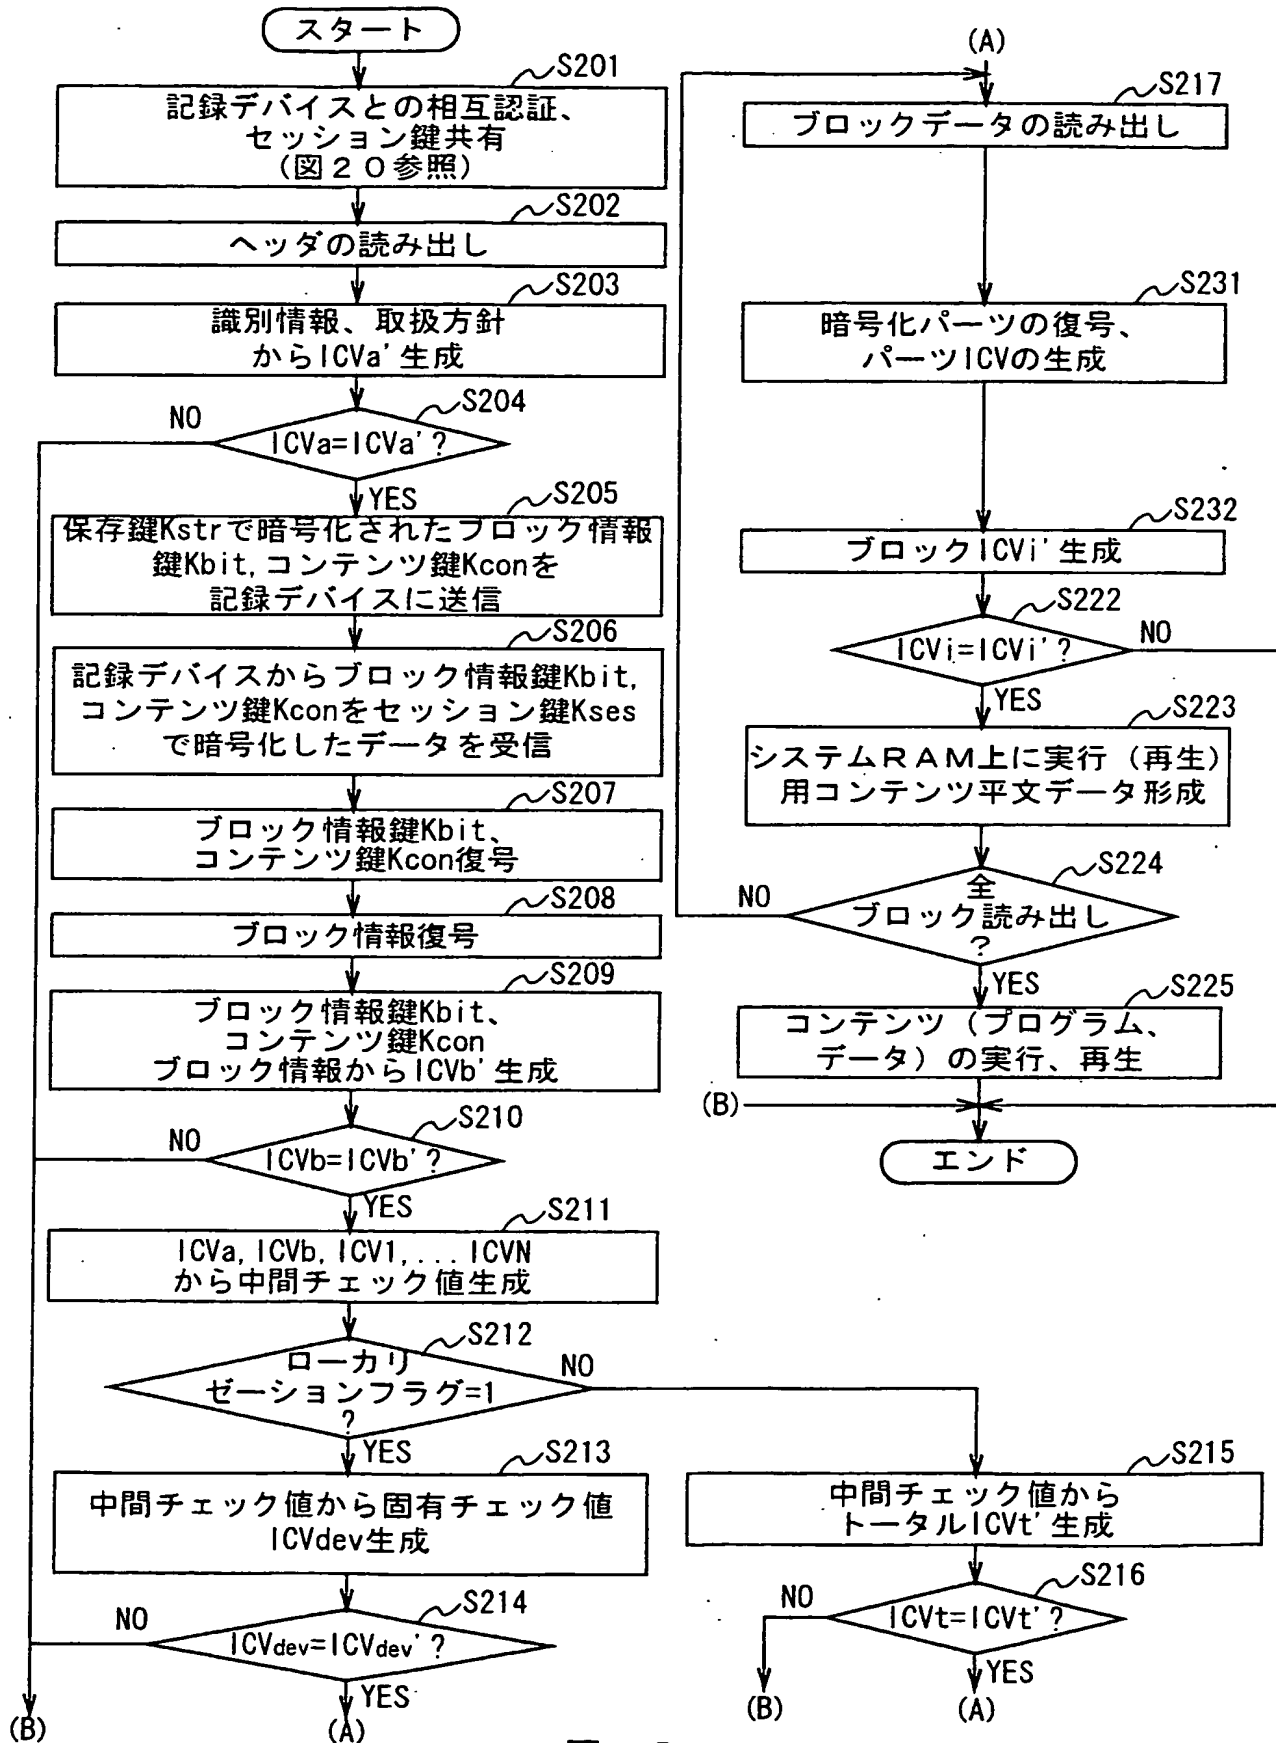 スタート
S201
記録デバイスとの相互認証、
セッション鍵共有
(図20参照)
S202
ヘッダの読み出し
S203
識別情報、取扱方針
からICVa'生成
S204
ICVa=ICVa'?
NO
YES
S205
保存鍵Kstrで暗号化されたブロック情報
鍵Kbit,コンテンツ鍵Kconを
記録デバイスに送信
S206
記録デバイスからブロック情報鍵Kbit,
コンテンツ鍵Kconをセッション鍵Kses
で暗号化したデータを受信
S207
ブロック情報鍵Kbit、
コンテンツ鍵Kcon復号
S208
ブロック情報復号
S209
ブロック情報鍵Kbit、
コンテンツ鍵Kcon
ブロック情報からICVb'生成
S210
NO
ICVb=ICVb'?
YES
S211
ICVa,ICVb,ICV1,...ICVN
から中間チェック値生成
S212
ローカリ
ゼーションフラグ=1
?
NO
YES
S213
中間チェック値から固有チェック値
ICVdev生成
S214
NO
ICVdev=ICVdev'?
YES
(B)
(A)
S215
中間チェック値から
トータルICVt'生成
S216
NO
ICVt=ICVt'?
YES
(B)
(A)
(A)
S217
ブロックデータの読み出し
S231
暗号化パーツの復号、
パーツICVの生成
S232
ブロックICVi'生成
S222
ICVi=ICVi'?
NO
YES
S223
システムRAM上に実行(再生)
用コンテンツ平文データ形成
S224
NO
全
ブロック読み出し
?
YES
S225
コンテンツ(プログラム、
データ)の実行、再生
(B)
エンド